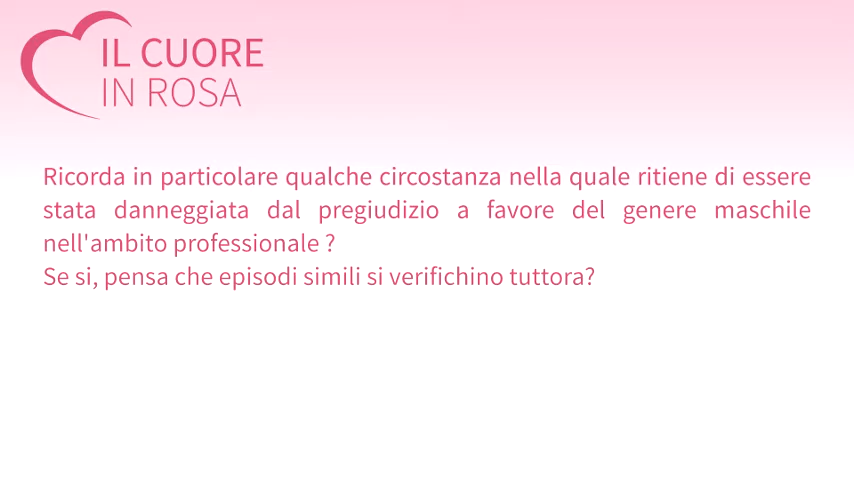 IL CUORE
IN ROSA
Ricorda in particolare qualche circostanza nella quale ritiene di essere
stata danneggiata dal pregiudizio a favore del genere maschile
nell'ambito professionale ?
Se si, pensa che episodi simili si verifichino tuttora?